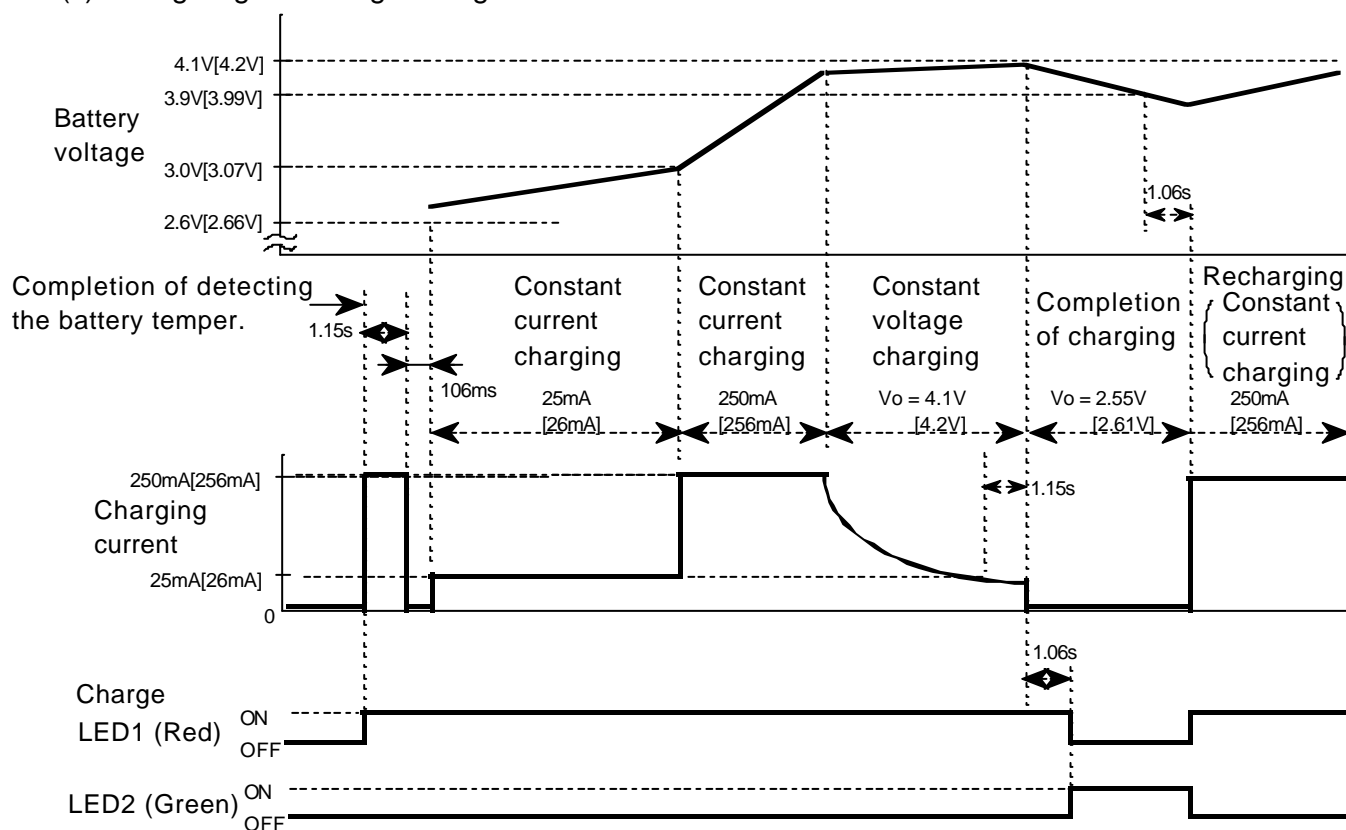 4.1V[4.2V]
3.9V[3.99V]
Battery
voltage
3.0V[3.07V]
2.6V[2.66V]
1.06s
Completion of detecting
the battery temper.
1.15s
106ms
Constant
current
charging
25mA
[26mA]
Constant
current
charging
250mA
[256mA]
Constant
voltage
charging
Vo = 4.1V
[4.2V]
Completion
of charging
Vo = 2.55V
[2.61V]
Recharging
( Constant
current
charging )
250mA
[256mA]
250mA[256mA]
Charging
current
1.15s
25mA[26mA]
0
1.06s
Charge
LED1 (Red)
ON
OFF
LED2 (Green)
ON
OFF